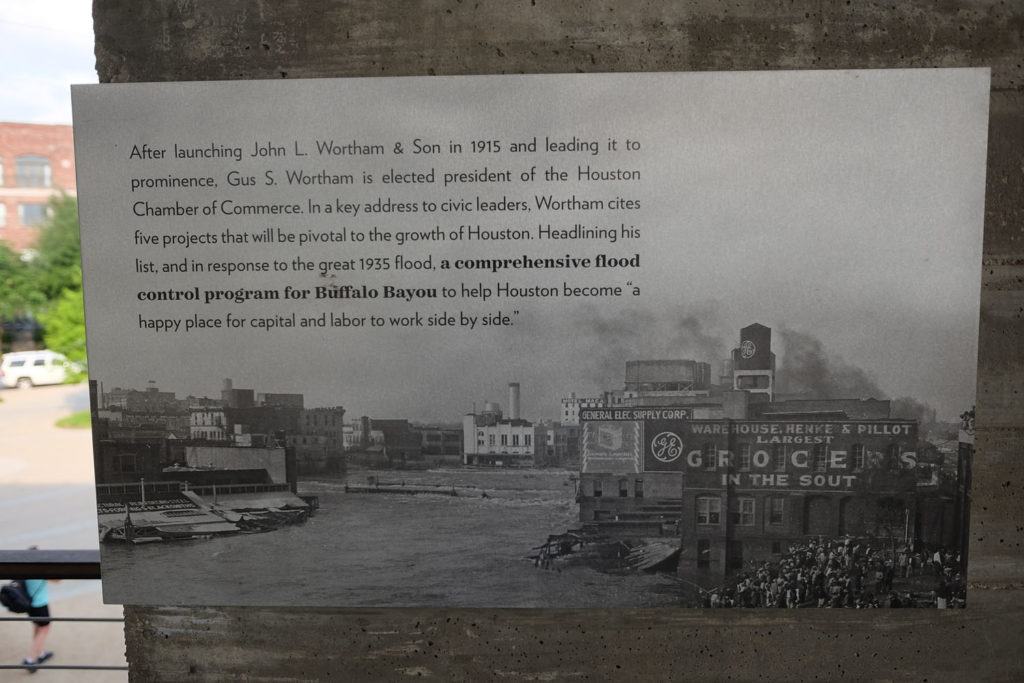 After launching John L. Wortham & Son in 1915 and leading it to
prominence, Gus S. Wortham is elected president of the Houston
Chamber of Commerce. In a key address to civic leaders, Wortham cites
five projects that will be pivotal to the growth of Houston. Headlining his
list, and in response to the great 1935 flood, a comprehensive flood
control program for Buffalo Bayou to help Houston become “a
happy place for capital and labor to work side by side.”
GE
GENERAL ELEC SUPPLY CORP.
WAREHOUSE, HENKE & PILLOT
LARGEST
GE
GROCERS
IN THE SOUT